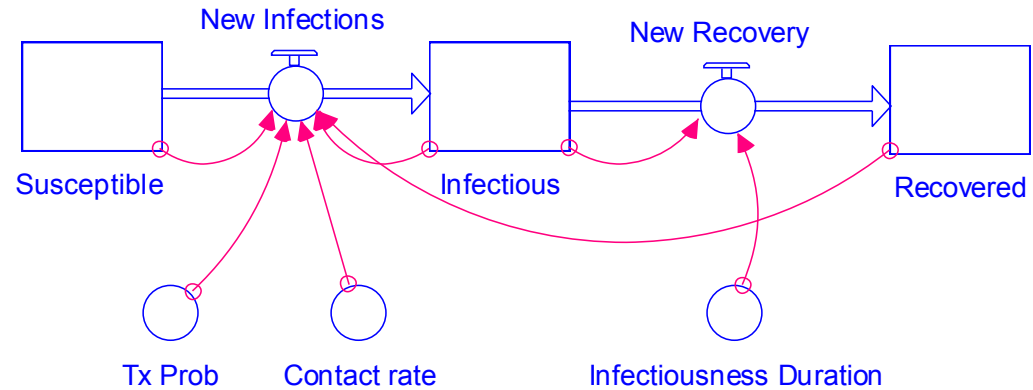 New Infections
New Recovery
Susceptible
Infectious
Recovered
Tx Prob
Contact rate
Infectiousness Duration